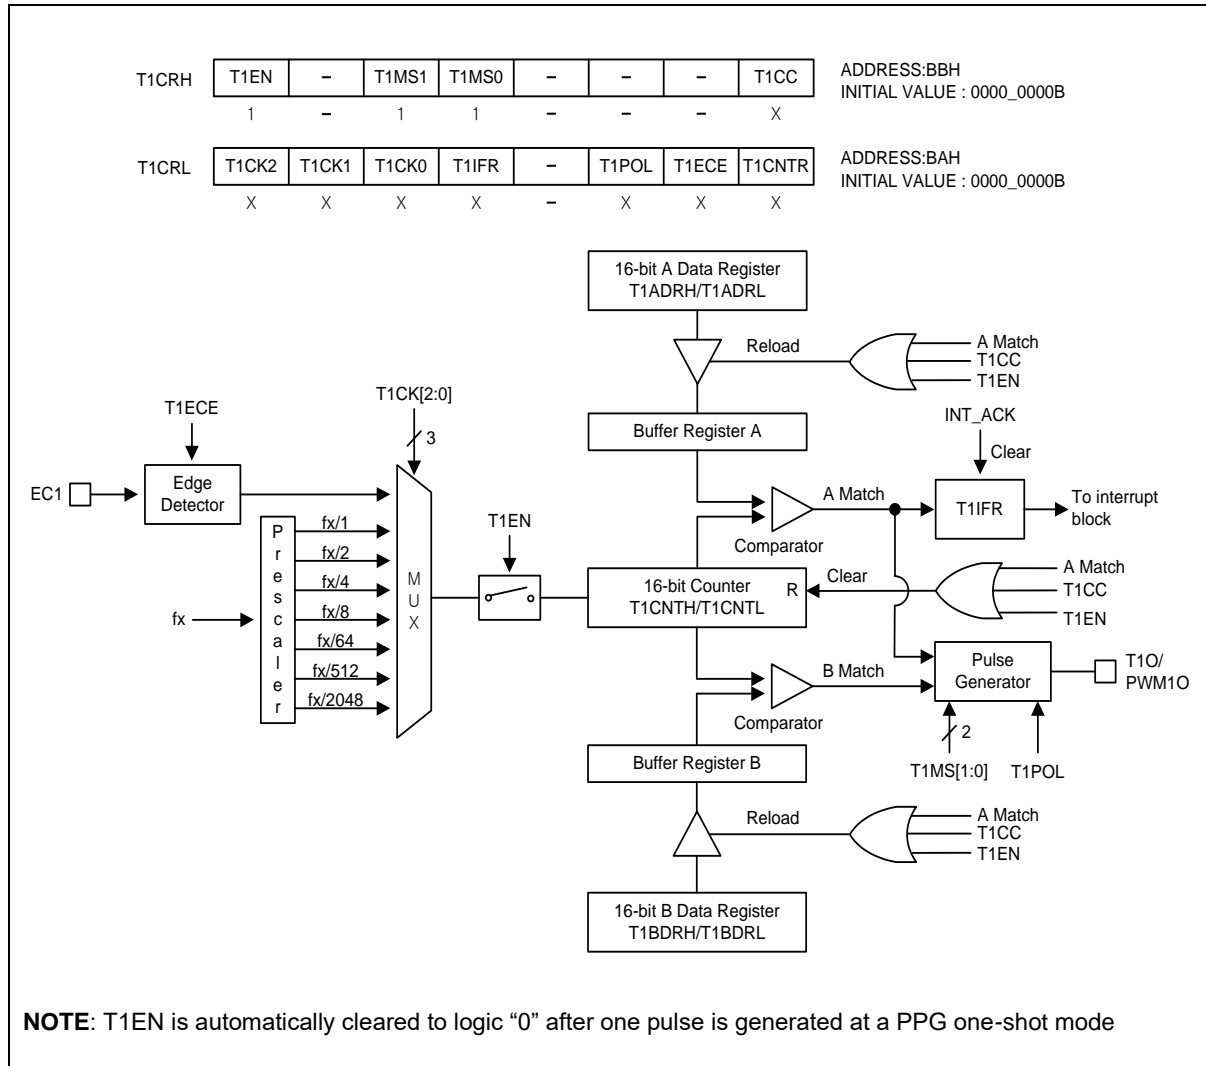 T1CRH T1EN – T1MS1 T1MS0 – – – T1CC ADDRESS:BBH
INITIAL VALUE : 0000_0000B
1 – 1 1 – – – X
T1CRL T1CK2 T1CK1 T1CK0 T1IFR – T1POL T1ECE T1CNTR ADDRESS:BAH
INITIAL VALUE : 0000_0000B
X X X X – X X X
16-bit A Data Register
T1ADRH/T1ADRL
Reload
A Match
T1CC
T1EN
T1CK[2:0]
3
T1ECE
Buffer Register A
INT_ACK
Clear
EC1
Edge
Detector
A Match
T1IFR
To interrupt
block
Comparator
Prescaler
fx/1
fx/2
fx/4
fx/8
fx/64
fx/512
fx/2048
fx
MUX
T1EN
16-bit Counter
T1CNTH/T1CNTL
R
Clear
A Match
T1CC
T1EN
B Match
Comparator
Pulse
Generator
T1O/
PWM1O
2
T1MS[1:0]
T1POL
Buffer Register B
Reload
A Match
T1CC
T1EN
16-bit B Data Register
T1BDRH/T1BDRL
NOTE: T1EN is automatically cleared to logic “0” after one pulse is generated at a PPG one-shot mode